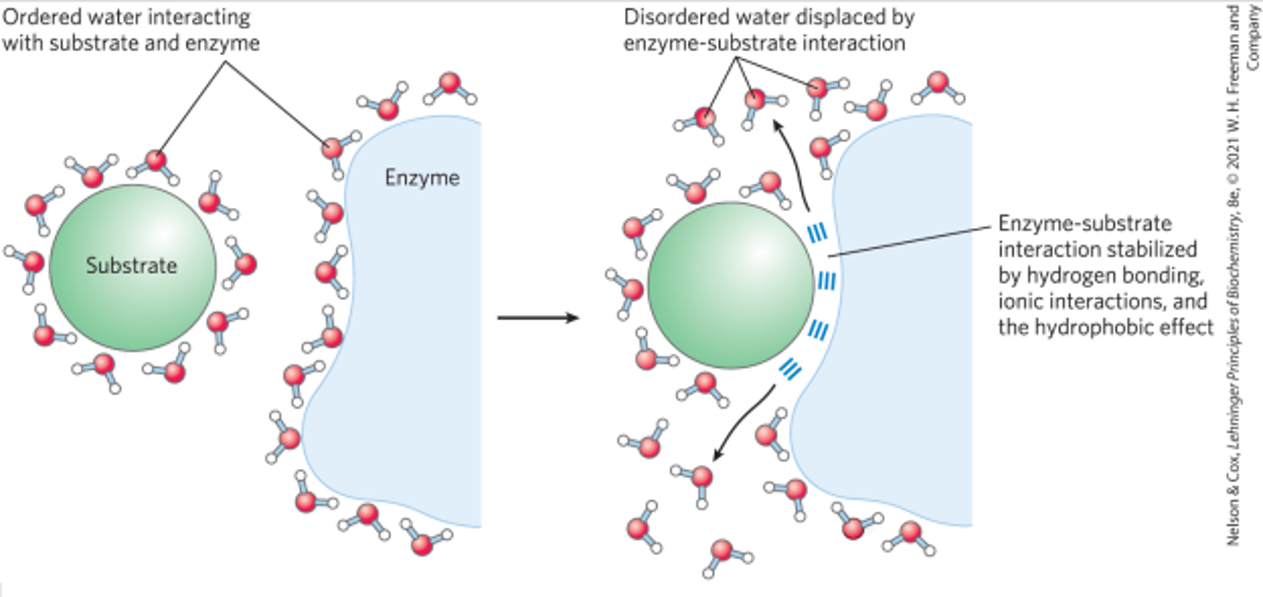 Ordered water interacting
with substrate and enzyme
Substrate
Enzyme
Disordered water displaced by
enzyme-substrate interaction
Enzyme-substrate
interaction stabilized
by hydrogen bonding,
ionic interactions, and
the hydrophobic effect
Nelson & Cox, Lehninger Principles of Biochemistry, 8e, © 2021 W. H. Freeman and
Company